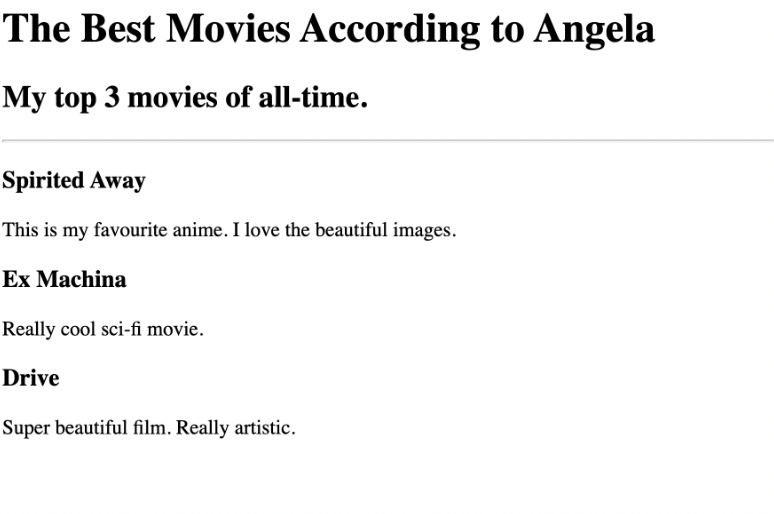 The Best Movies According to Angela
My top 3 movies of all-time.
Spirited Away
This is my favourite anime. I love the beautiful images.
Ex Machina
Really cool sci-fi movie.
Drive
Super beautiful film. Really artistic.